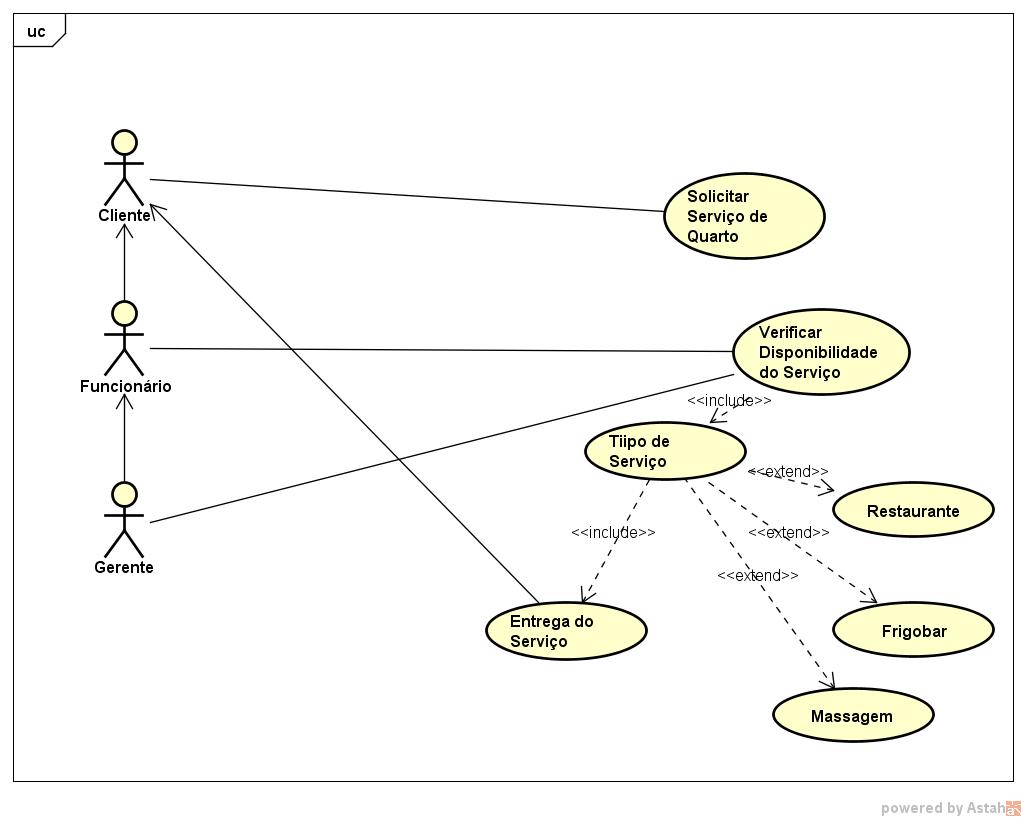 uc
Cliente
Solicitar
Serviço de
Quarto
Funcionário
Verificar
Disponibilidade
do Serviço
<<include>>
Tiipo de
Serviço
<<extend>>
Restaurante
Gerente
<<include>>
<<extend>>
<<extend>>
Entrega do
Serviço
Frigobar
Massagem
powered by Astah